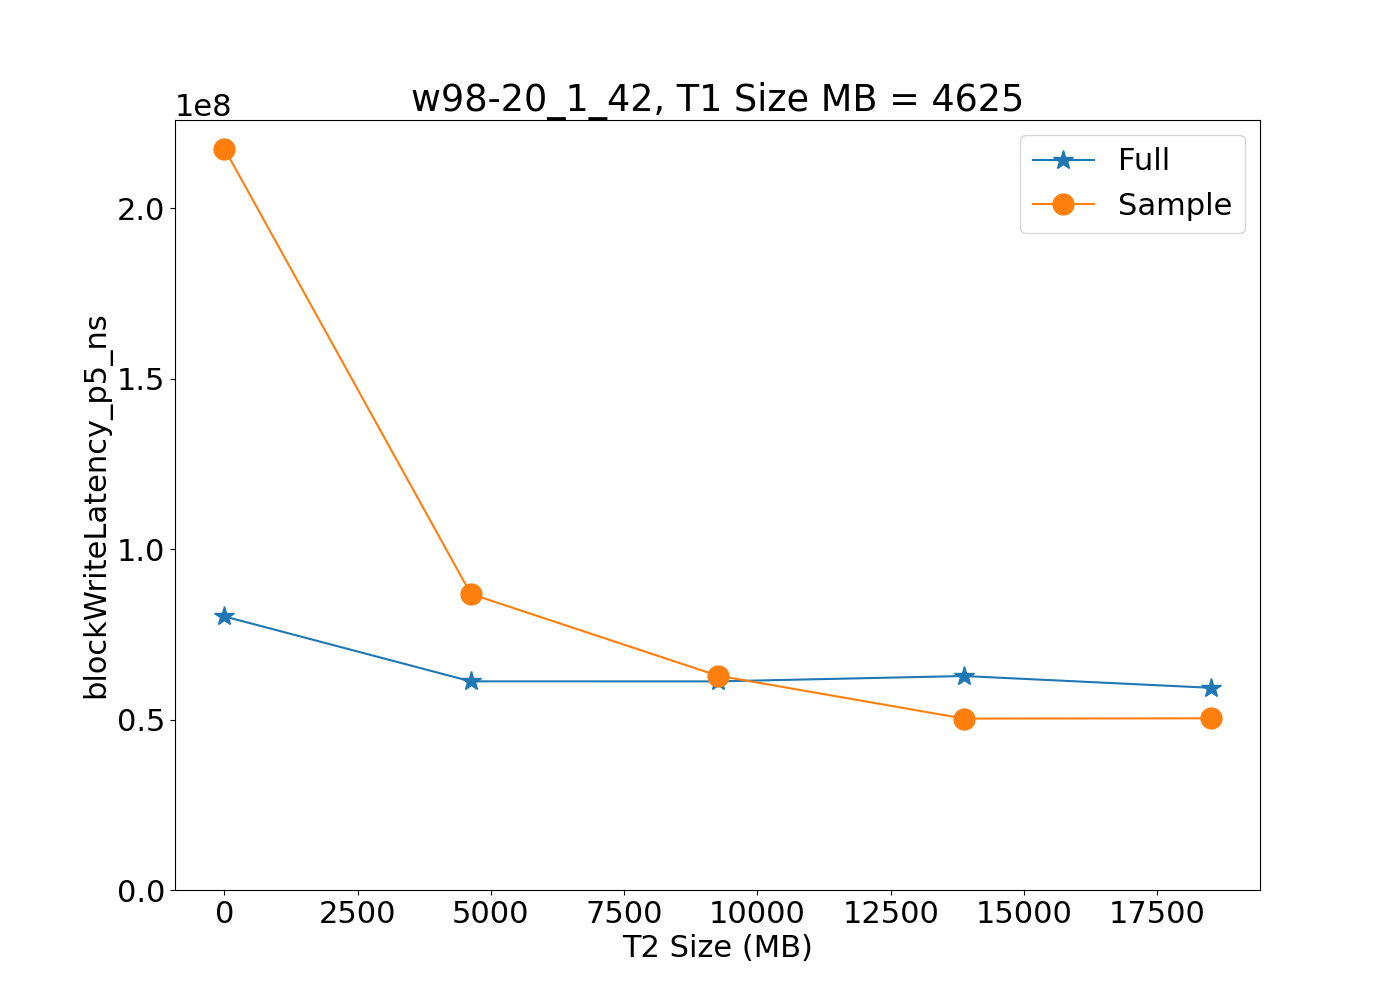 w98-20_1_42, T1 Size MB = 4625
1e8
Full
Sample
2.0
1.5
1.0
0.5
0.0
blockWriteLatency_p5_ns
0 2500 5000 7500 10000 12500 15000 17500
T2 Size (MB)